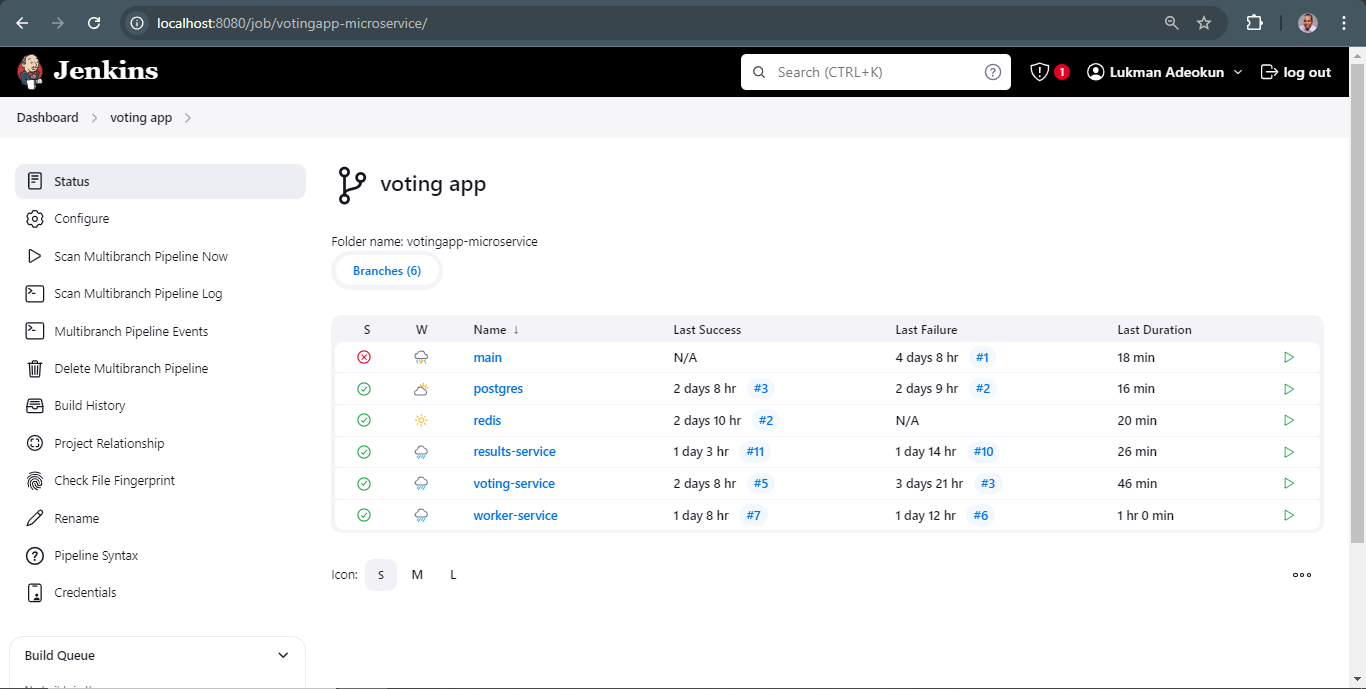 localhost:8080/job/votingapp-microservice/
Jenkins
Search (CTRL+K)
1
Lukman Adeokun
log out
Dashboard
voting app
Status
Configure
Scan Multibranch Pipeline Now
Scan Multibranch Pipeline Log
Multibranch Pipeline Events
Delete Multibranch Pipeline
Build History
Project Relationship
Check File Fingerprint
Rename
Pipeline Syntax
Credentials
Build Queue
voting app
Folder name: votingapp-microservice
Branches (6)
S W Name ↓ Last Success Last Failure Last Duration
main N/A 4 days 8 hr #1 18 min
postgres 2 days 8 hr #3 2 days 9 hr #2 16 min
redis 2 days 10 hr #2 N/A 20 min
results-service 1 day 3 hr #11 1 day 14 hr #10 26 min
voting-service 2 days 8 hr #5 3 days 21 hr #3 46 min
worker-service 1 day 8 hr #7 1 day 12 hr #6 1 hr 0 min
Icon: S M L